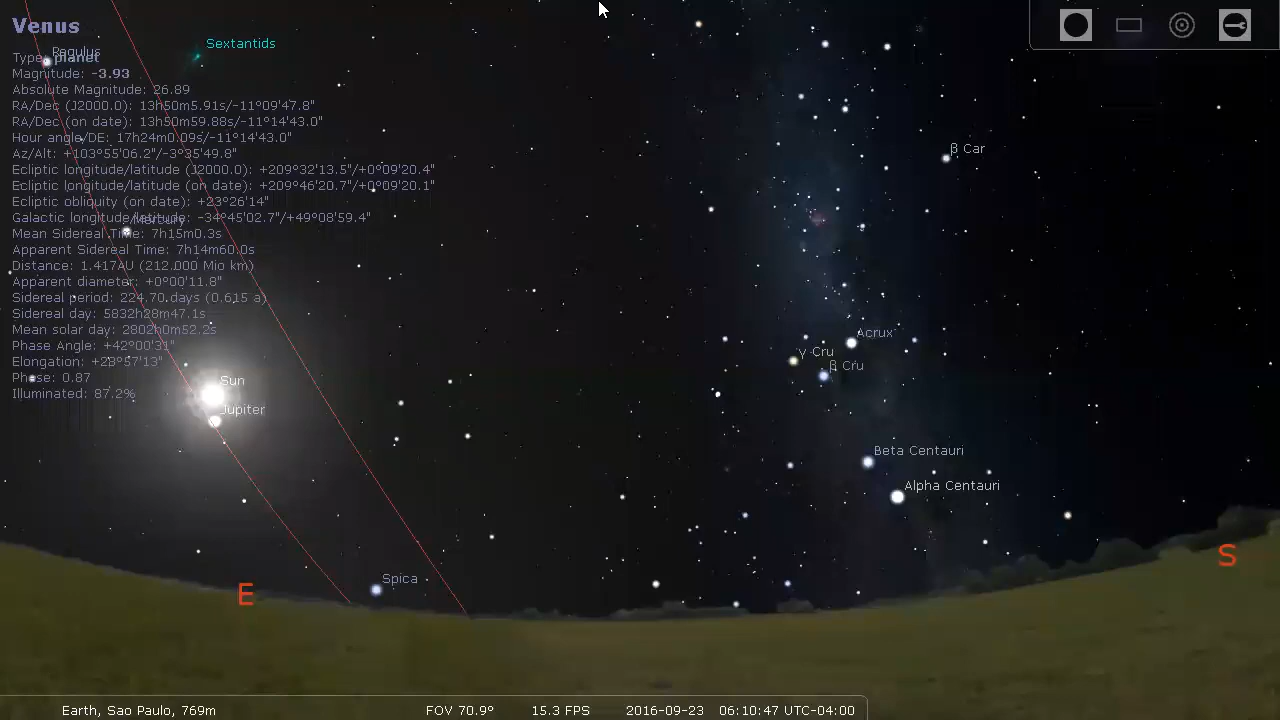 Venus
Type: planet
Magnitude: -3.93
Absolute Magnitude: 26.89
RA/Dec (J2000.0): 13h50m5.91s/-11°09'47.8"
RA/Dec (on date): 13h50m59.88s/-11°14'43.0"
Hour angle/DE: 17h24m0.09s/-11°14'43.0"
Az/Alt: +103°55'06.2"/-3°35'49.8"
Ecliptic longitude/latitude (J2000.0): +209°32'13.5"/+0°09'20.4"
Ecliptic longitude/latitude (on date): +209°46'20.7"/+0°09'20.1"
Ecliptic obliquity (on date): +23°26'14"
Galactic longitude/latitude: -34°45'02.7"/+49°08'59.4"
Mean Sidereal Time: 7h15m0.3s
Apparent Sidereal Time: 7h14m60.0s
Distance: 1.417AU (212.000 Mio km)
Apparent diameter: +0°00'11.8"
Sidereal period: 224.70 days (0.615 a)
Sidereal day: 5832h28m47.1s
Mean solar day: 2802h0m52.2s
Phase Angle: +42°00'31"
Elongation: +28°57'13"
Phase: 0.87
Illuminated: 87.2%
Regulus
Sextantids
Mercury
Sun
Jupiter
Spica
β Car
Acrux
γ Cru
β Cru
Beta Centauri
Alpha Centauri
E
S
Earth, Sao Paulo, 769m
FOV 70.9°
15.3 FPS
2016-09-23 06:10:47 UTC-04:00